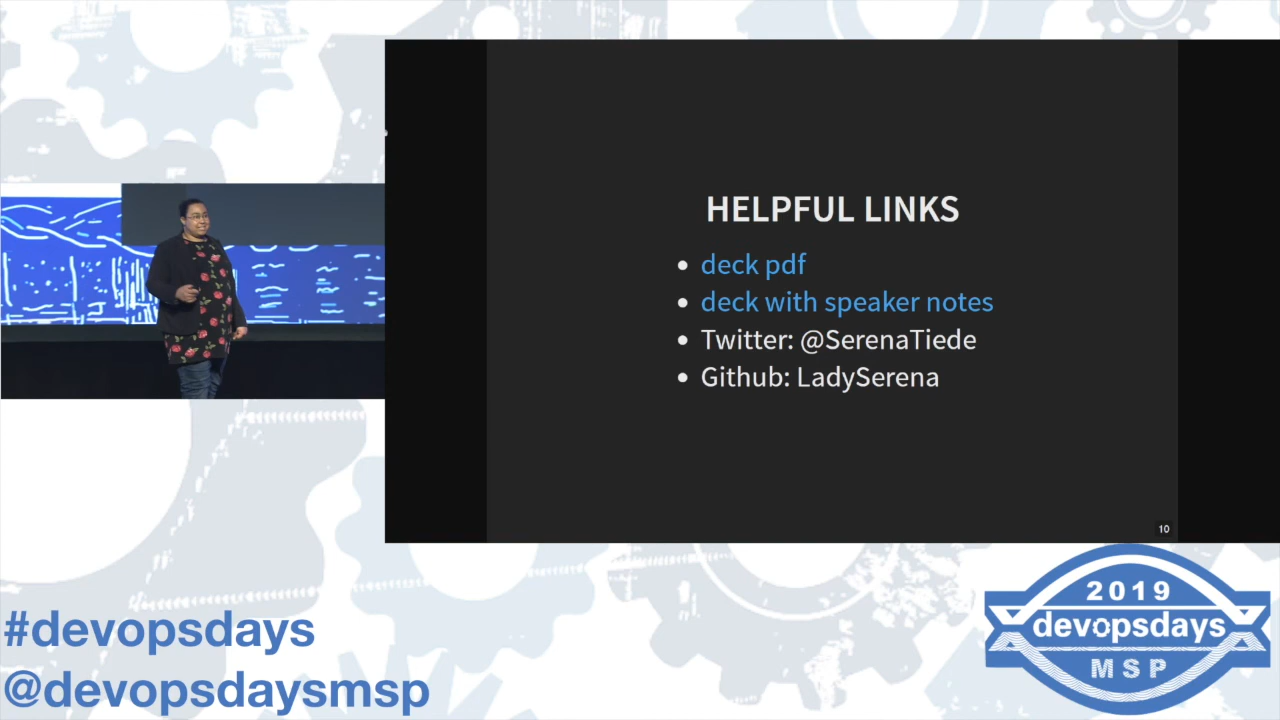 HELPFUL LINKS
deck pdf
deck with speaker notes
Twitter: @SerenaTiede
Github: LadySerena
10
#devopsdays
@devopsdaysmsp
2019
devopsdays
MSP